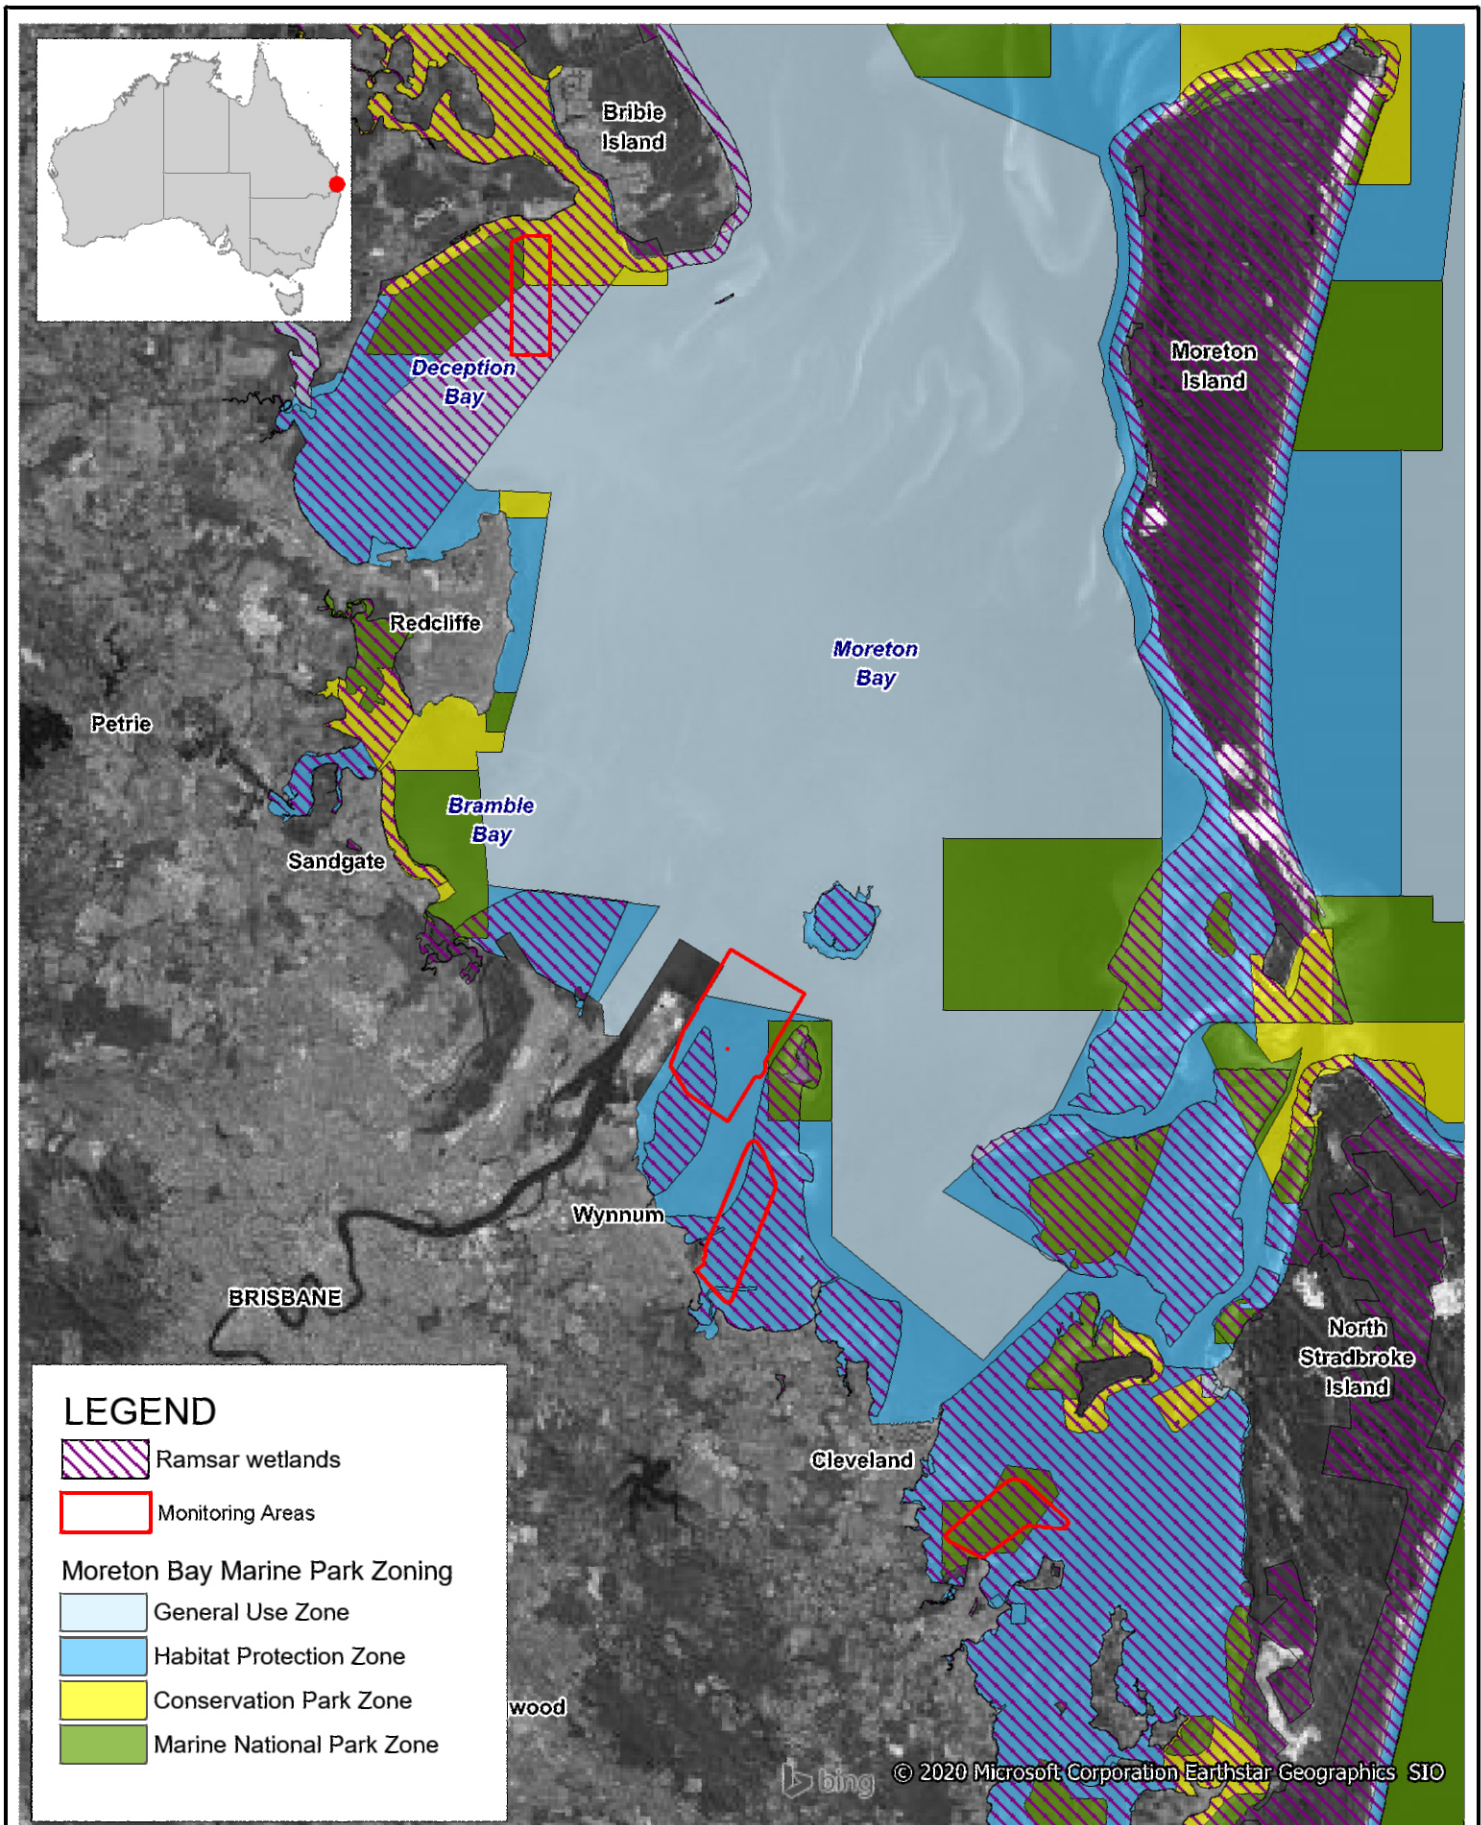 Bribie
Island
Moreton
Island
Deception
Bay
Redcliffe
Moreton
Bay
Petrie
Bramble
Bay
Sandgate
Wynnum
BRISBANE
North
Stradbroke
Island
LEGEND
Ramsar wetlands
Monitoring Areas
Moreton Bay Marine Park Zoning
General Use Zone
Habitat Protection Zone
Conservation Park Zone
Marine National Park Zone
Cleveland
wood
bing
© 2020 Microsoft Corporation Earthstar Geographics SIO